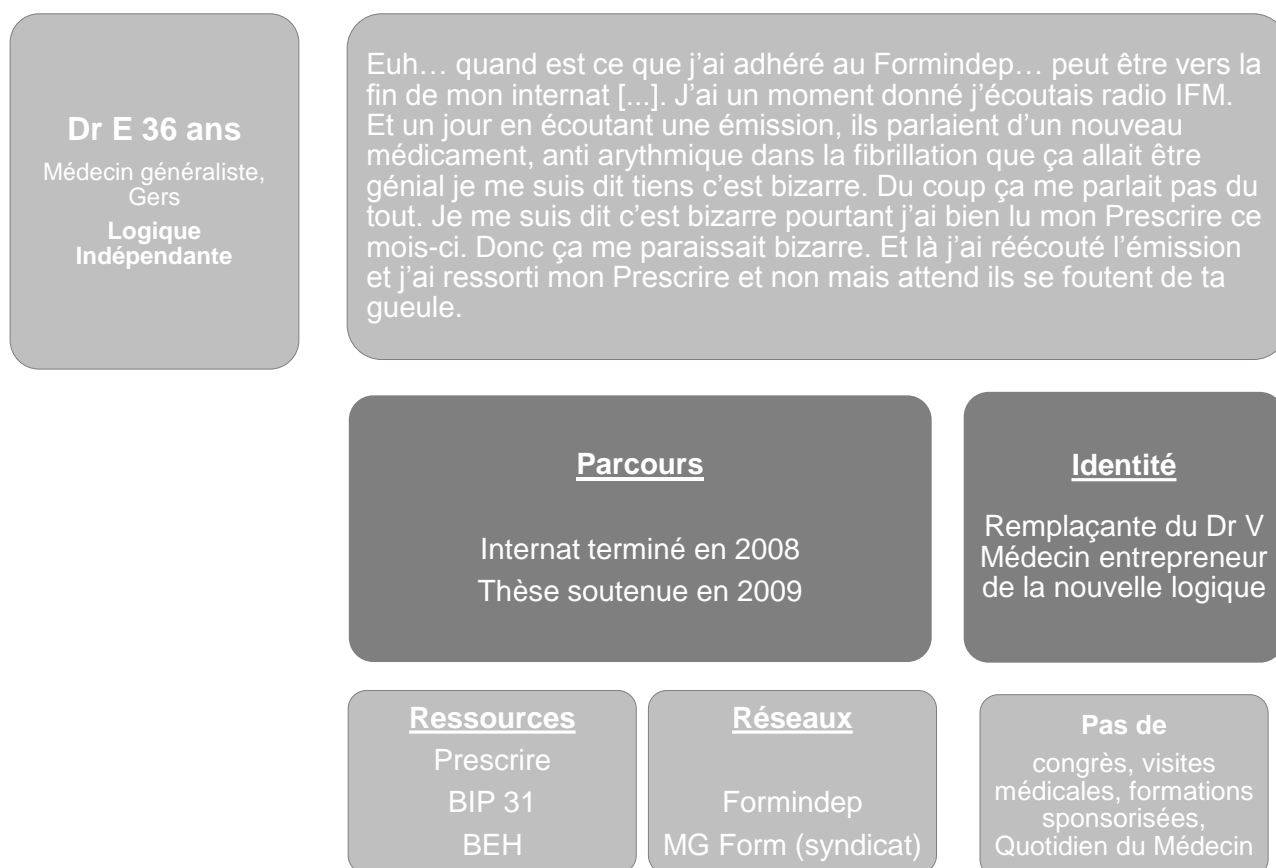 Dr E 36 ans
Médecin généraliste,
Gers
Logique
Indépendante
Euh… quand est ce que j’ai adhéré au Formindep… peut être vers la
fin de mon internat [...]. J’ai un moment donné j’écoutais radio IFM.
Et un jour en écoutant une émission, ils parlaient d’un nouveau
médicament, anti arythmique dans la fibrillation que ça allait être
génial je me suis dit tiens c’est bizarre. Du coup ça me parlait pas du
tout. Je me suis dit c’est bizarre pourtant j’ai bien lu mon Prescrire ce
mois-ci. Donc ça me paraissait bizarre. Et là j’ai réécouté l’émission
et j’ai ressorti mon Prescrire et non mais attend ils se foutent de ta
gueule.
Parcours
Internat terminé en 2008
Thèse soutenue en 2009
Identité
Remplaçante du Dr V
Médecin entrepreneur
de la nouvelle logique
Ressources
Prescrire
BIP 31
BEH
Réseaux
Formindep
MG Form (syndicat)
Pas de
congrès, visites
médicales, formations
sponsorisées,
Quotidien du Médecin